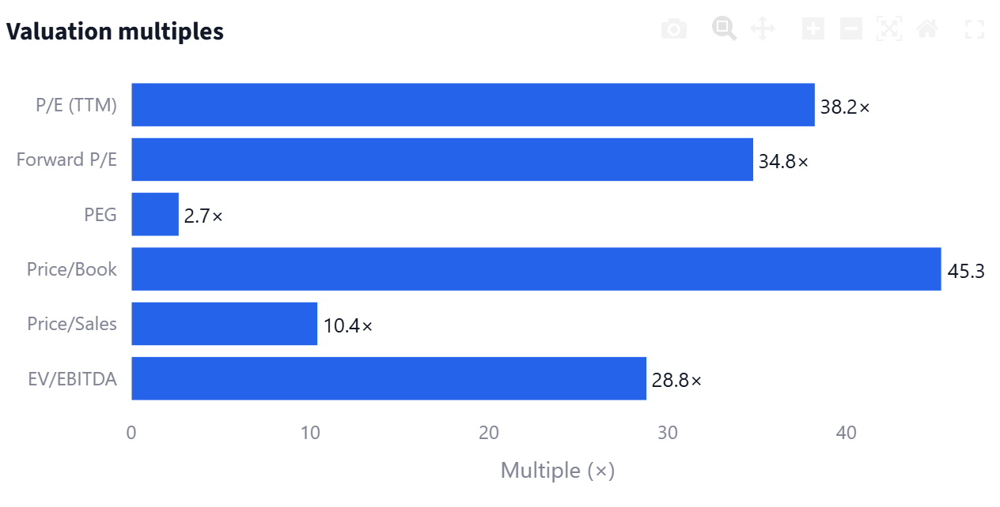 Valuation multiples
P/E (TTM)
38.2×
Forward P/E
34.8×
PEG
2.7×
Price/Book
45.3
Price/Sales
10.4×
EV/EBITDA
28.8×
0 10 20 30 40
Multiple (×)